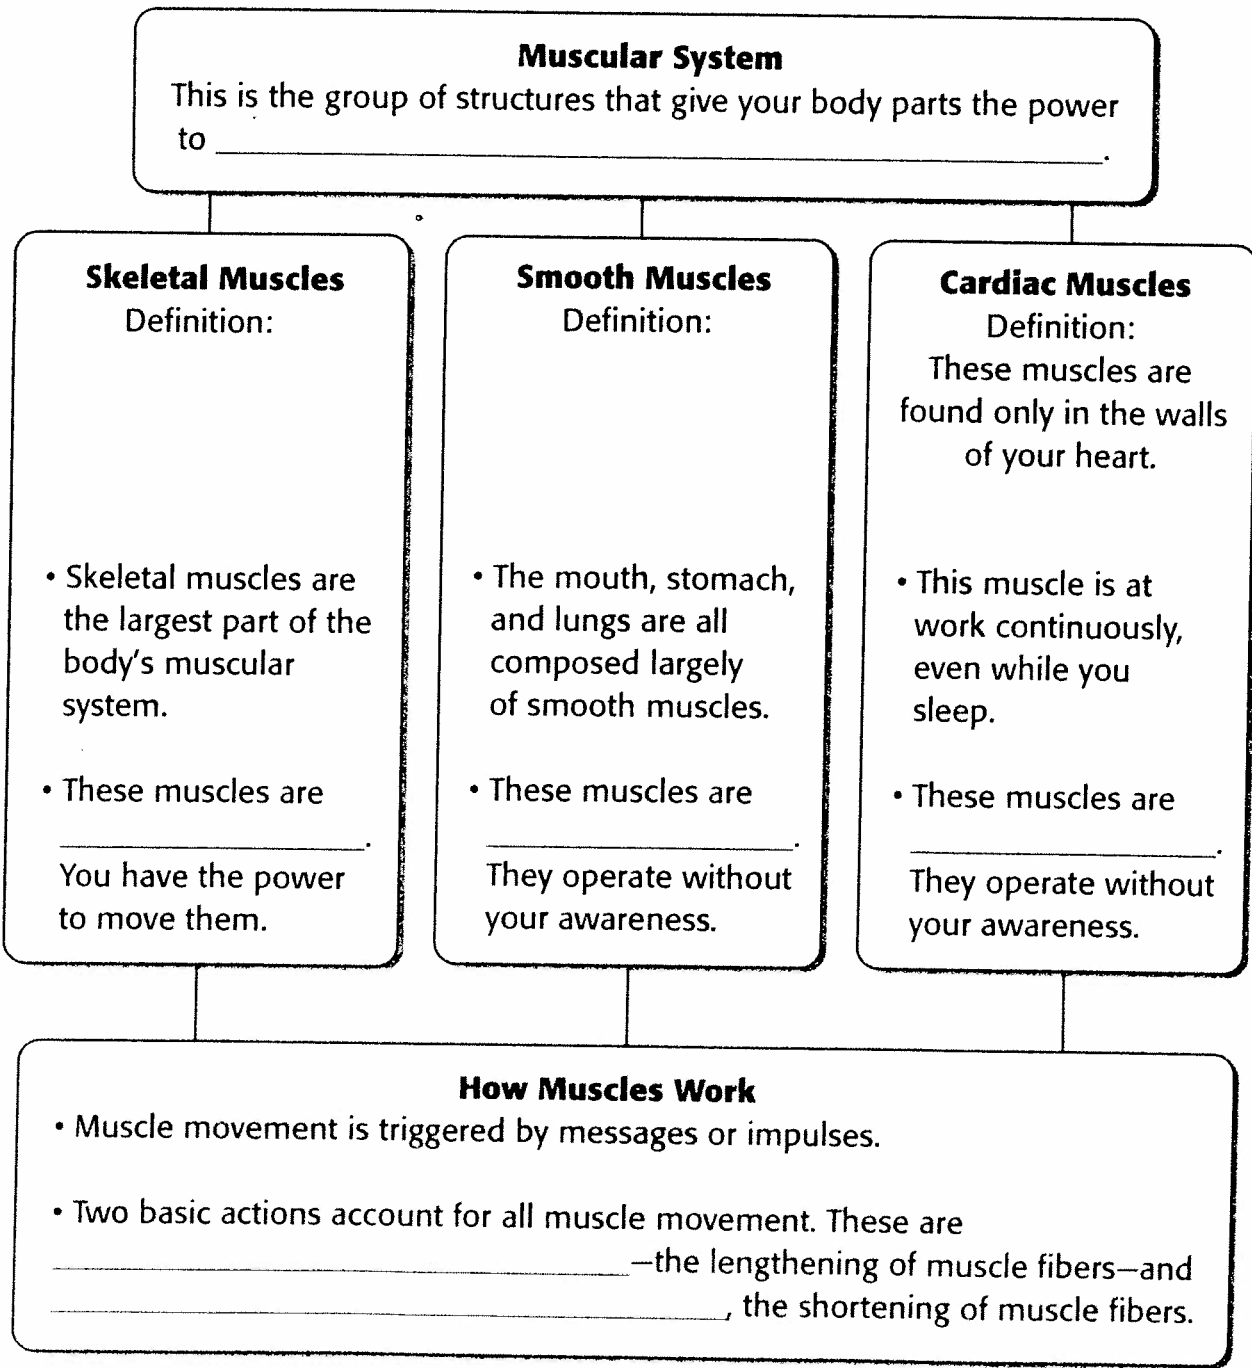 Muscular System
This is the group of structures that give your body parts the power
to ______________________________.
Skeletal Muscles
Definition:
• Skeletal muscles are
the largest part of the
body's muscular
system.
• These muscles are
____________________.
You have the power
to move them.
Smooth Muscles
Definition:
• The mouth, stomach,
and lungs are all
composed largely
of smooth muscles.
• These muscles are
____________________.
They operate without
your awareness.
Cardiac Muscles
Definition:
These muscles are
found only in the walls
of your heart.
• This muscle is at
work continuously,
even while you
sleep.
• These muscles are
____________________.
They operate without
your awareness.
How Muscles Work
• Muscle movement is triggered by messages or impulses.
• Two basic actions account for all muscle movement. These are
____________________—the lengthening of muscle fibers—and
____________________, the shortening of muscle fibers.